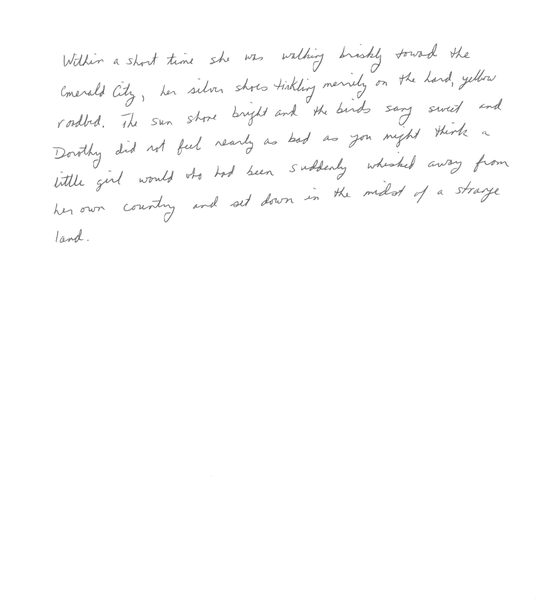 Within a short time she was walking briskly toward the
Emerald City, her silver shoes tinkling merrily on the hard, yellow
roadbed. The sun shone bright and the birds sang sweet and
Dorothy did not feel nearly as bad as you might think a
little girl would who had been suddenly whisked away from
her own country and set down in the midst of a strange
land.